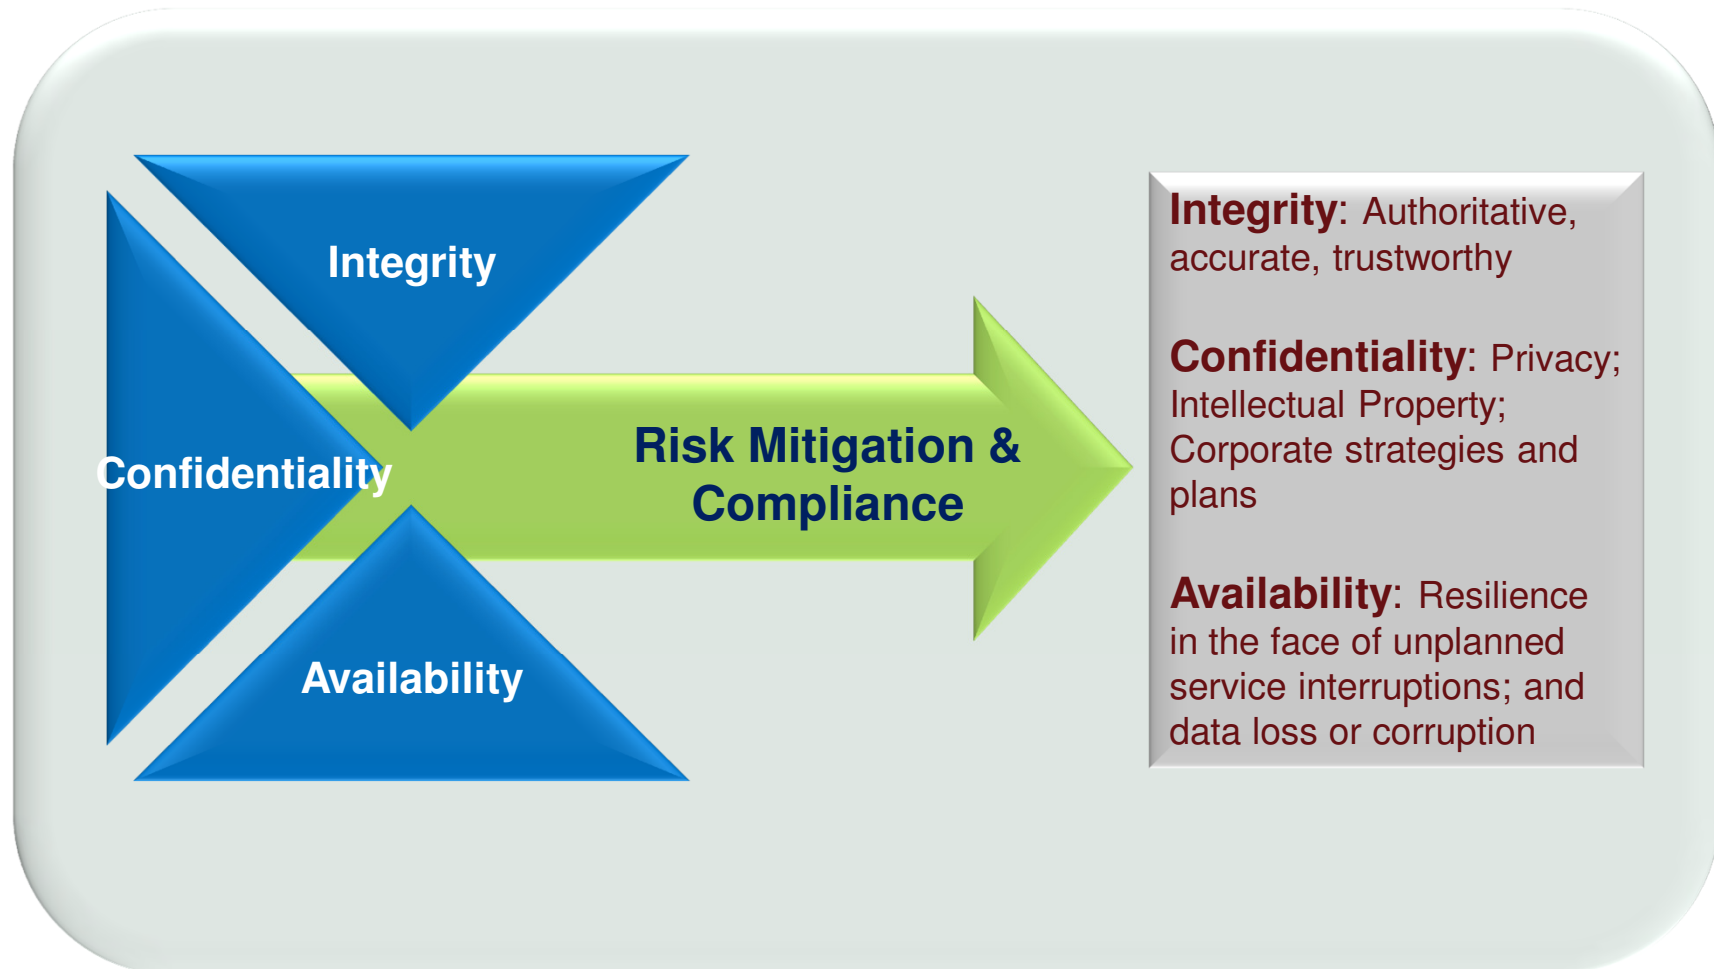 Integrity
Confidentiality
Availability
Risk Mitigation &
Compliance
Integrity: Authoritative,
accurate, trustworthy
Confidentiality: Privacy;
Intellectual Property;
Corporate strategies and
plans
Availability: Resilience
in the face of unplanned
service interruptions; and
data loss or corruption